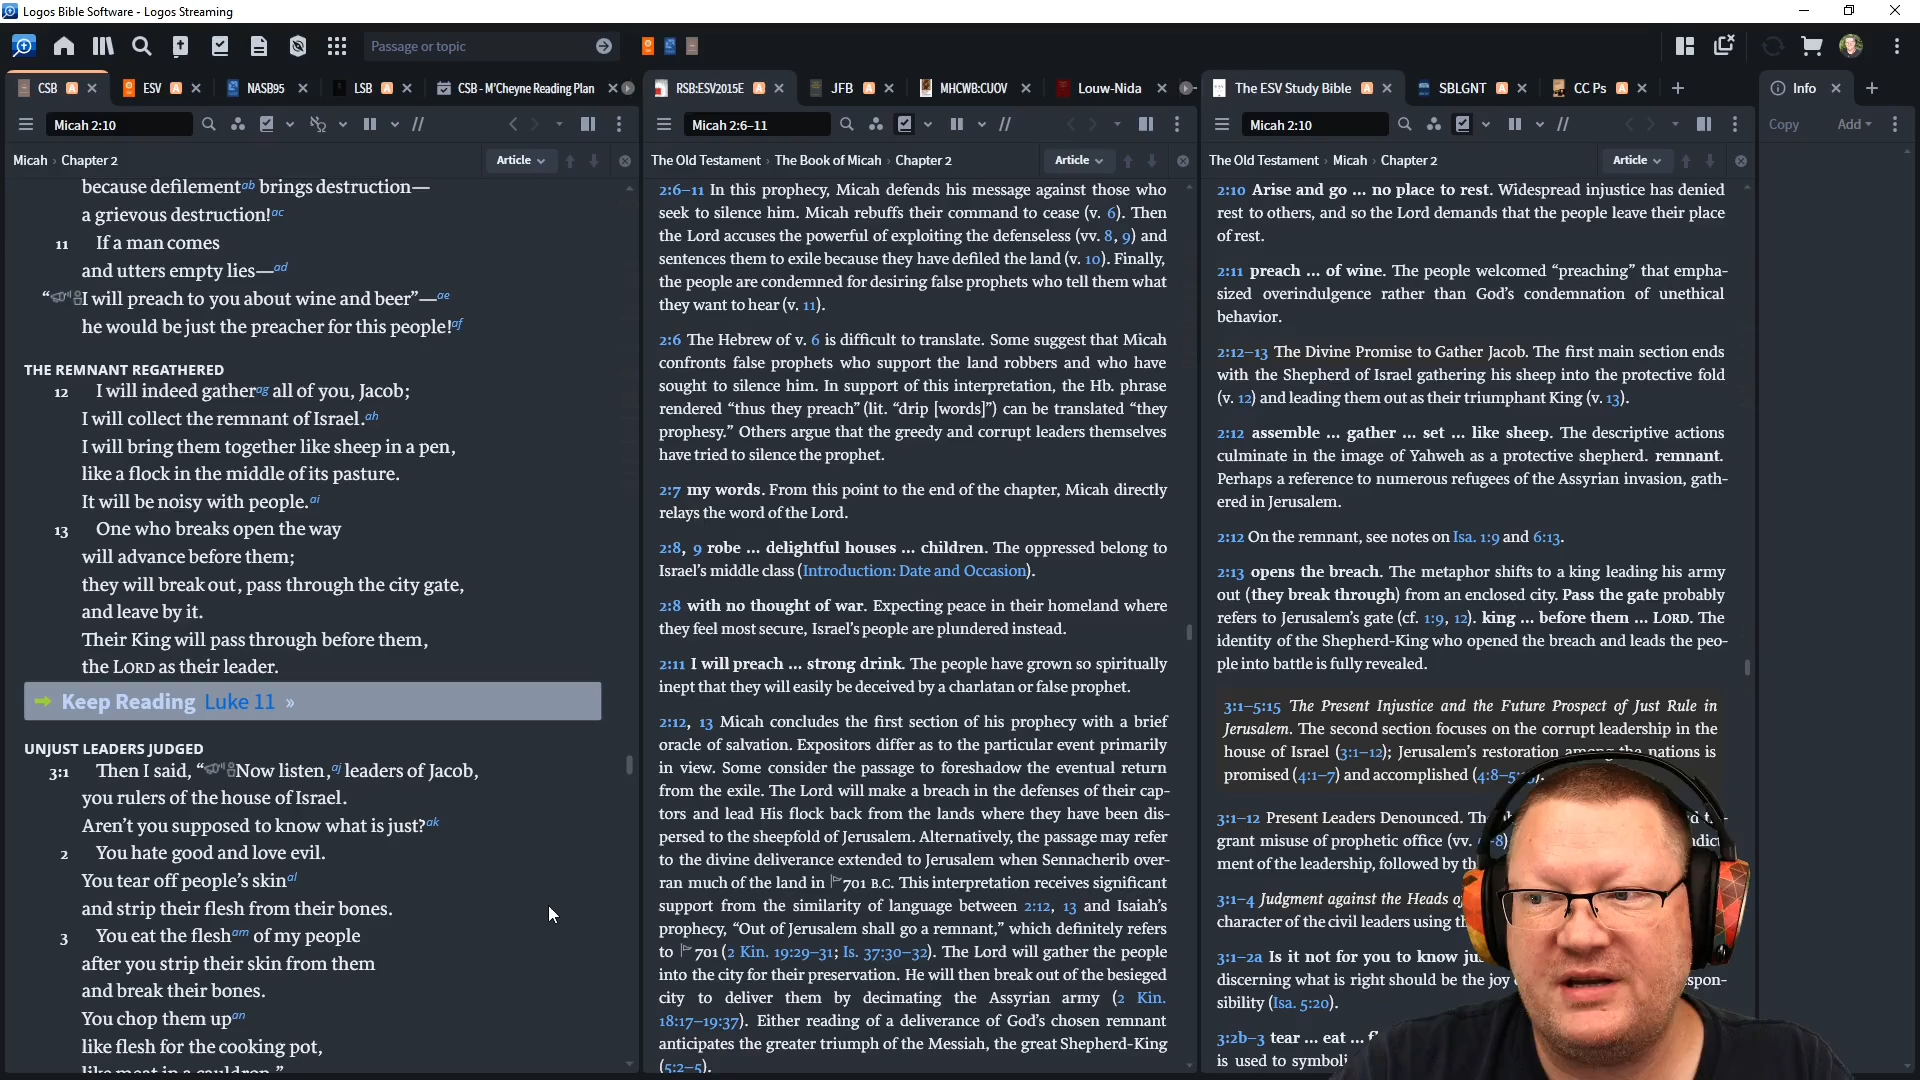 Logos Bible Software - Logos Streaming
Passage or topic
CSB A
ESV A
NASB95
LSB A
CSB - M'Cheyne Reading Plan
RSB:ESV2015E A
JFB A
MHCWB:CUOV
Louw-Nida
The ESV Study Bible A
SBLGNT A
CC Ps A
Info
Micah 2:10
Micah 2:6–11
Micah 2:10
Copy
Add
Micah › Chapter 2
Article
because defilementab brings destruction—
a grievous destruction!ac
11 If a man comes
and utters empty lies—ad
“I will preach to you about wine and beer”—ae
he would be just the preacher for this people!af
THE REMNANT REGATHERED
12 I will indeed gatherag all of you, Jacob;
I will collect the remnant of Israel.ah
I will bring them together like sheep in a pen,
like a flock in the middle of its pasture.
It will be noisy with people.ai
13 One who breaks open the way
will advance before them;
they will break out, pass through the city gate,
and leave by it.
Their King will pass through before them,
the LORD as their leader.
Keep Reading Luke 11 »
UNJUST LEADERS JUDGED
3:1 Then I said, “Now listen,aj leaders of Jacob,
you rulers of the house of Israel.
Aren’t you supposed to know what is just?ak
2 You hate good and love evil.
You tear off people’s skinal
and strip their flesh from their bones.
3 You eat the flesham of my people
after you strip their skin from them
and break their bones.
You chop them upan
like flesh for the cooking pot,
like meat in a cauldron.”
The Old Testament › The Book of Micah › Chapter 2
Article
2:6–11 In this prophecy, Micah defends his message against those who
seek to silence him. Micah rebuffs their command to cease (v. 6). Then
the Lord accuses the powerful of exploiting the defenseless (vv. 8, 9) and
sentences them to exile because they have defiled the land (v. 10). Finally,
the people are condemned for desiring false prophets who tell them what
they want to hear (v. 11).
2:6 The Hebrew of v. 6 is difficult to translate. Some suggest that Micah
confronts false prophets who support the land robbers and who have
sought to silence him. In support of this interpretation, the Hb. phrase
rendered “thus they preach” (lit. “drip [words]”) can be translated “they
prophesy.” Others argue that the greedy and corrupt leaders themselves
have tried to silence the prophet.
2:7 my words. From this point to the end of the chapter, Micah directly
relays the word of the Lord.
2:8, 9 robe ... delightful houses ... children. The oppressed belong to
Israel’s middle class (Introduction: Date and Occasion).
2:8 with no thought of war. Expecting peace in their homeland where
they feel most secure, Israel’s people are plundered instead.
2:11 I will preach ... strong drink. The people have grown so spiritually
inept that they will easily be deceived by a charlatan or false prophet.
2:12, 13 Micah concludes the first section of his prophecy with a brief
oracle of salvation. Expositors differ as to the particular event primarily
in view. Some consider the passage to foreshadow the eventual return
from the exile. The Lord will make a breach in the defenses of their cap-
tors and lead His flock back from the lands where they have been dis-
persed to the sheepfold of Jerusalem. Alternatively, the passage may refer
to the divine deliverance extended to Jerusalem when Sennacherib over-
ran much of the land in 701 B.C. This interpretation receives significant
support from the similarity of language between 2:12, 13 and Isaiah’s
prophecy, “Out of Jerusalem shall go a remnant,” which definitely refers
to 701 (2 Kin. 19:29–31; Is. 37:30–32). The Lord will gather the people
into the city for their preservation. He will then break out of the besieged
city to deliver them by decimating the Assyrian army (2 Kin.
18:17–19:37). Either reading of a deliverance of God’s chosen remnant
anticipates the greater triumph of the Messiah, the great Shepherd-King
(5:2–5).
The Old Testament › Micah › Chapter 2
Article
2:10 Arise and go ... no place to rest. Widespread injustice has denied
rest to others, and so the Lord demands that the people leave their place
of rest.
2:11 preach ... of wine. The people welcomed “preaching” that empha-
sized overindulgence rather than God’s condemnation of unethical
behavior.
2:12–13 The Divine Promise to Gather Jacob. The first main section ends
with the Shepherd of Israel gathering his sheep into the protective fold
(v. 12) and leading them out as their triumphant King (v. 13).
2:12 assemble ... gather ... set ... like sheep. The descriptive actions
culminate in the image of Yahweh as a protective shepherd. remnant.
Perhaps a reference to numerous refugees of the Assyrian invasion, gath-
ered in Jerusalem.
2:12 On the remnant, see notes on Isa. 1:9 and 6:13.
2:13 opens the breach. The metaphor shifts to a king leading his army
out (they break through) from an enclosed city. Pass the gate probably
refers to Jerusalem’s gate (cf. 1:9, 12). king ... before them ... LORD. The
identity of the Shepherd-King who opened the breach and leads the peo-
ple into battle is fully revealed.
3:1–5:15 The Present Injustice and the Future Prospect of Just Rule in
Jerusalem. The second section focuses on the corrupt leadership in the
house of Israel (3:1–12); Jerusalem’s restoration among the nations is
promised (4:1–7) and accomplished (4:8–5:
3:1–12 Present Leaders Denounced.
grant misuse of prophetic office (vv.
ment of the leadership, followed by
3:1–4 Judgment against the Heads
character of the civil leaders using
3:1–2a Is it not for you to know
discerning what is right should be the joy
sibility (Isa. 5:20).
3:2b–3 tear ... eat ...
is used to